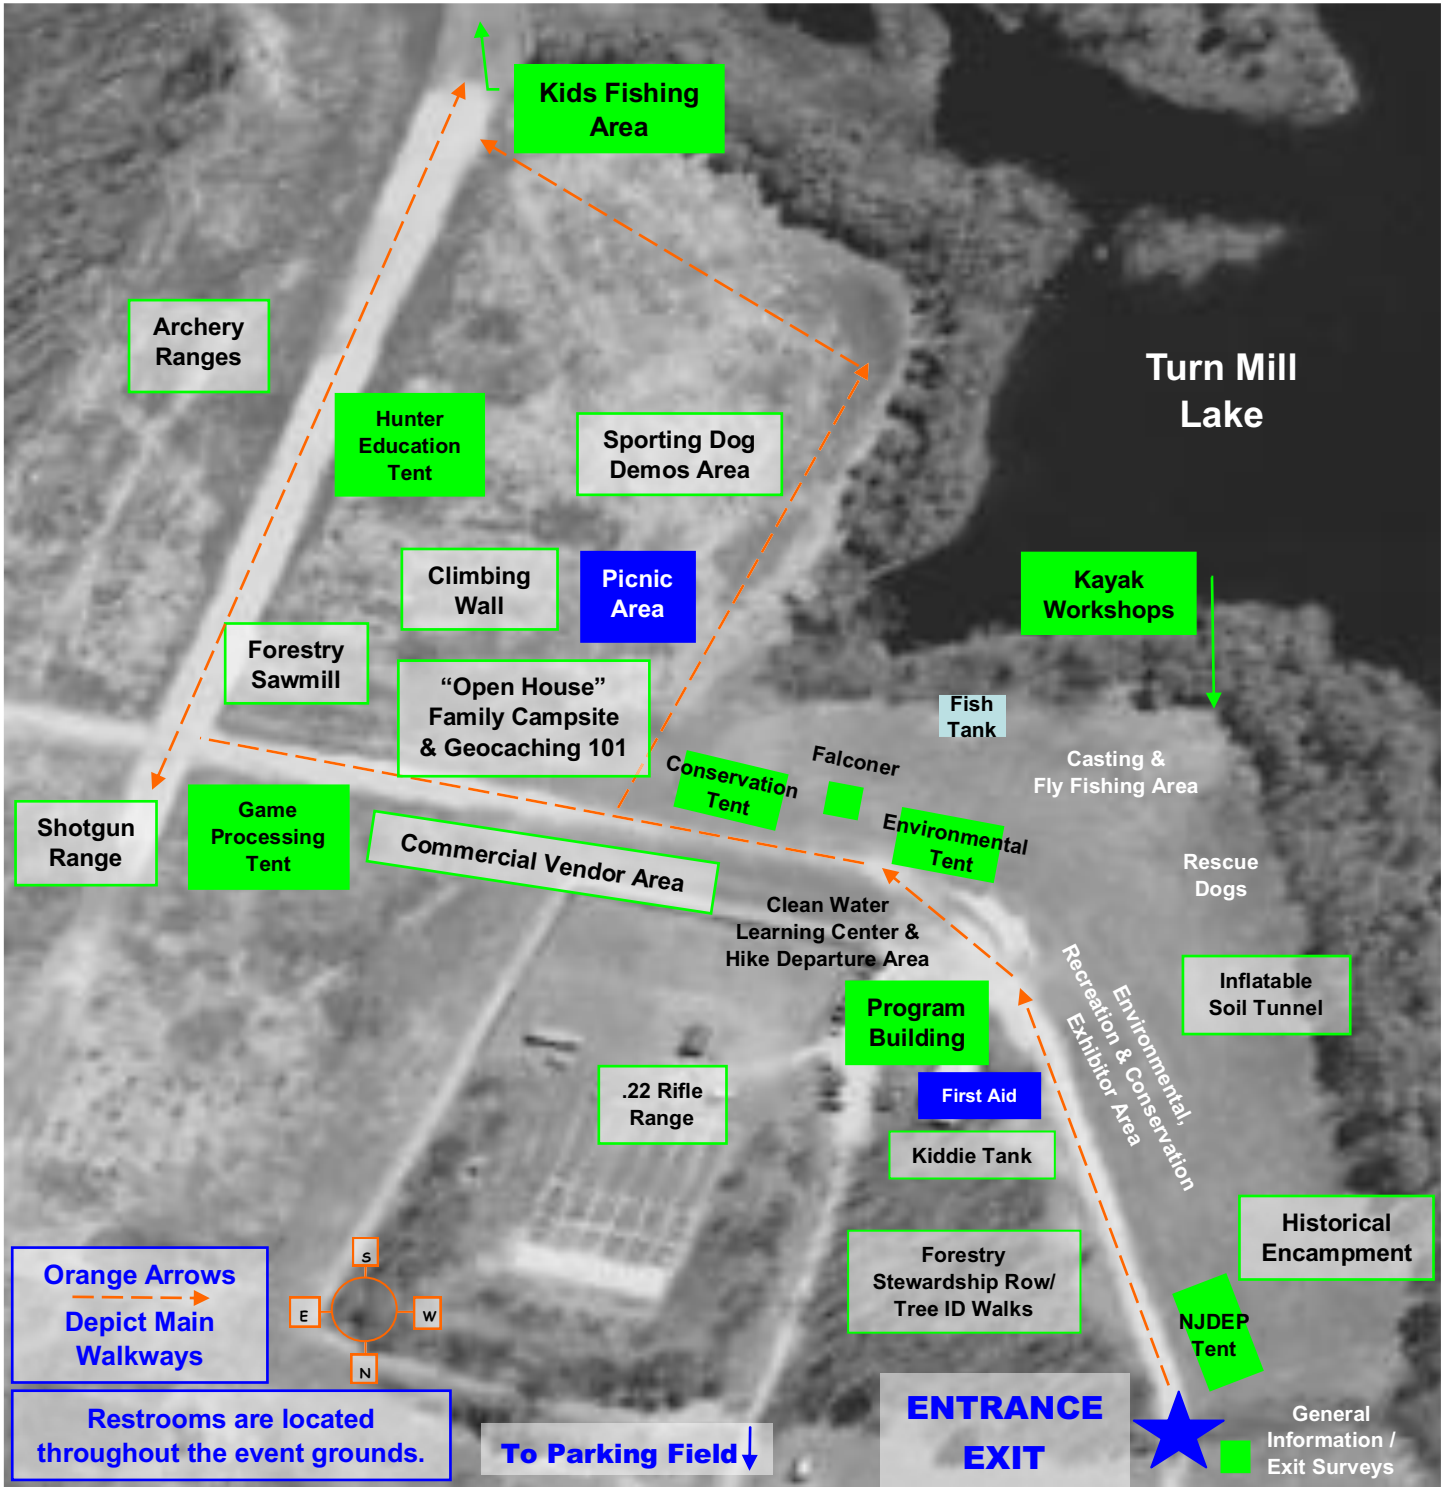 Kids Fishing
Area
Archery
Ranges
Turn Mill
Lake
Hunter
Education
Tent
Sporting Dog
Demos Area
Climbing
Wall
Picnic
Area
Kayak
Workshops
Forestry
Sawmill
“Open House”
Family Campsite
& Geocaching 101
Fish
Tank
Falconer
Casting &
Fly Fishing Area
Conservation
Tent
Shotgun
Range
Game
Processing
Tent
Commercial Vendor Area
Environmental
Tent
Rescue
Dogs
Clean Water
Learning Center &
Hike Departure Area
Environmental,
Recreation & Conservation
Exhibitor Area
Inflatable
Soil Tunnel
Program
Building
.22 Rifle
Range
First Aid
Kiddie Tank
Historical
Encampment
Forestry
Stewardship Row/
Tree ID Walks
NJDEP
Tent
Orange Arrows
Depict Main
Walkways
S
E
W
N
Restrooms are located
throughout the event grounds.
To Parking Field
ENTRANCE
EXIT
General
Information /
Exit Surveys